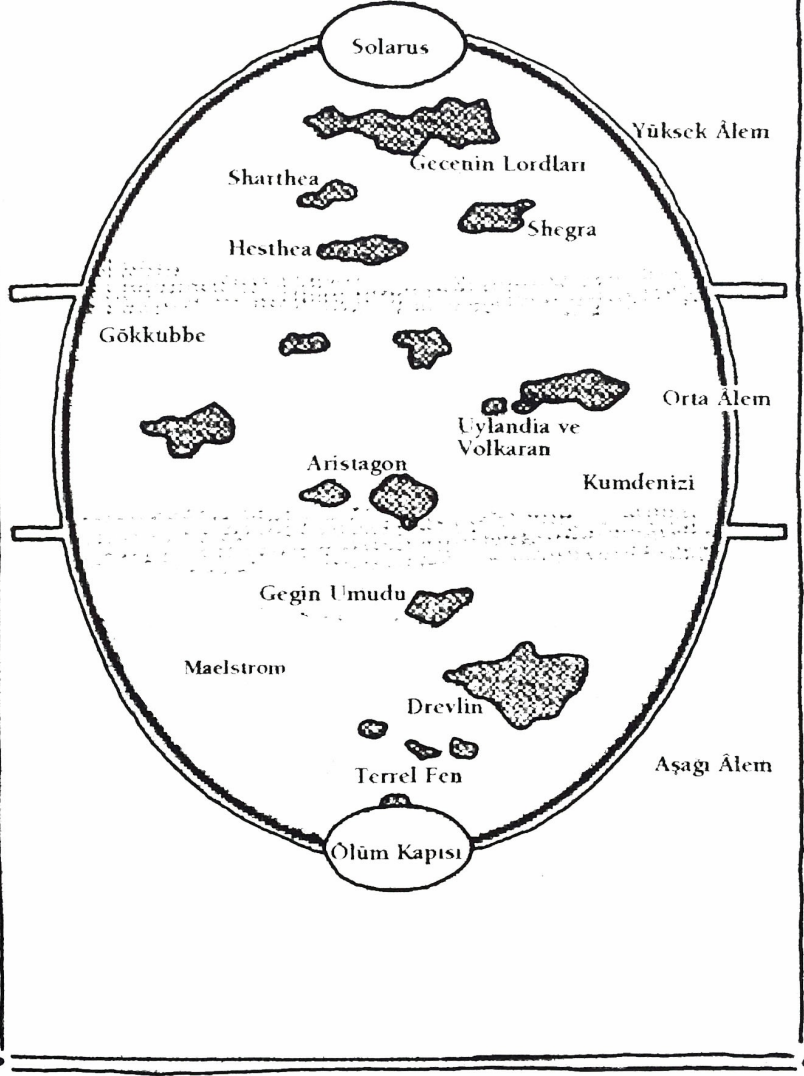 Solarus
Yüksek Âlem
Gecenin Lordları
Sharthea
Shegra
Hesthea
Gökkubbe
Orta Âlem
Uylandia ve
Volkaran
Aristagon
Kumdenizi
Gegin Umudu
Maelstrom
Drevlin
Aşağı Âlem
Terrel Fen
Ölüm Kapısı